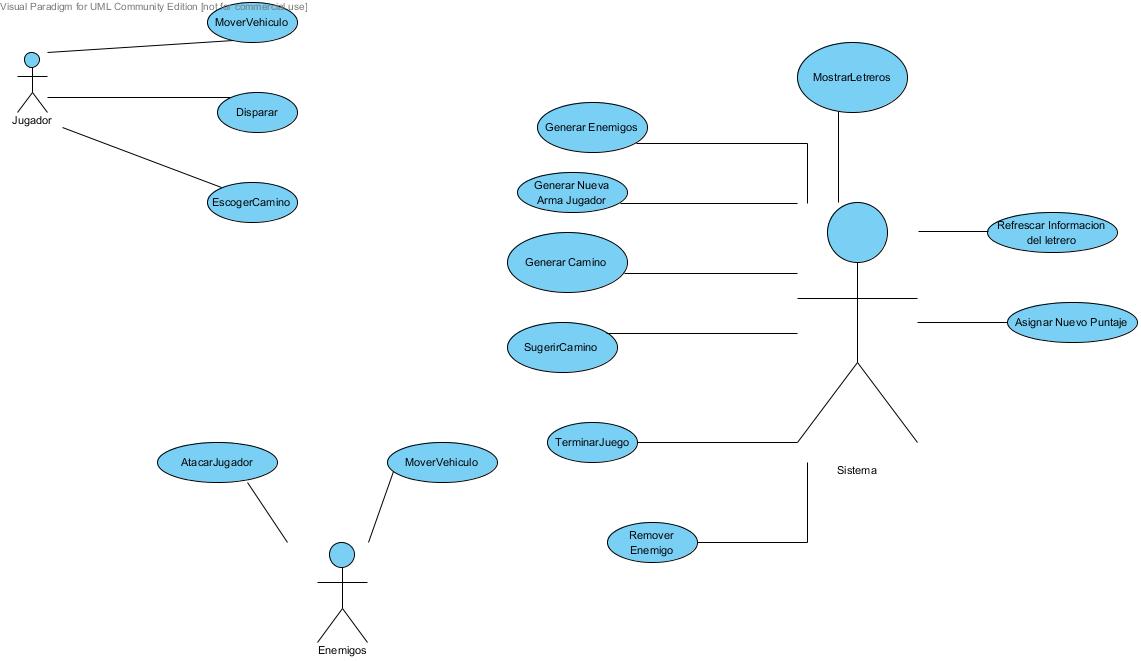 Visual Paradigm for UML Community Edition [not for commercial use]
MoverVehiculo
Jugador
Disparar
EscogerCamino
MostrarLetreros
Generar Enemigos
Generar Nueva
Arma Jugador
Refrescar Informacion
del letrero
Generar Camino
Asignar Nuevo Puntaje
SugerirCamino
TerminarJuego
Sistema
Remover
Enemigo
AtacarJugador
MoverVehiculo
Enemigos